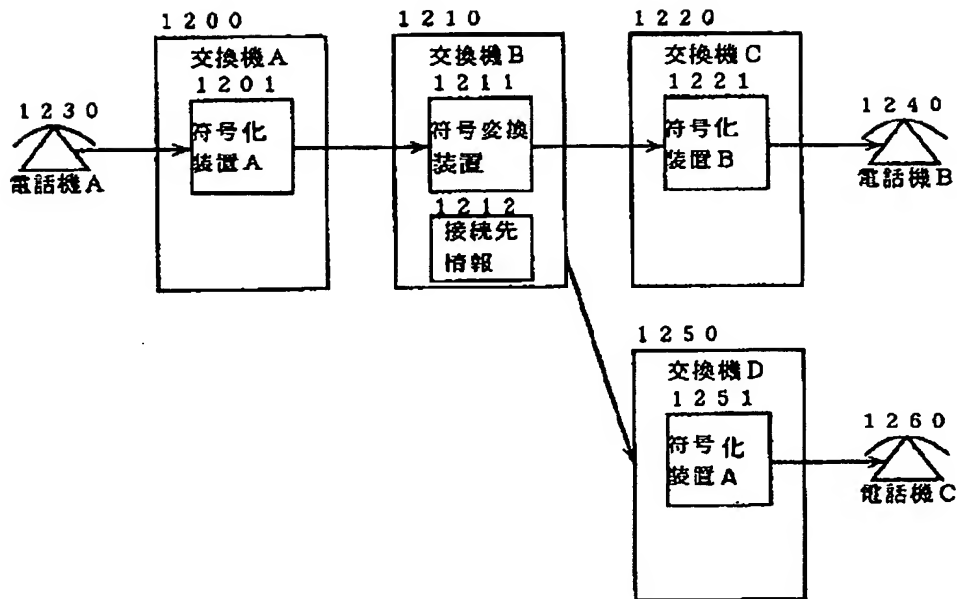 1200
交換機A
1201
符号化
装置A
1210
交換機B
1211
符号変換
装置
1212
接続先
情報
1220
交換機C
1221
符号化
装置B
1230
電話機A
1240
電話機B
1250
交換機D
1251
符号化
装置A
1260
電話機C